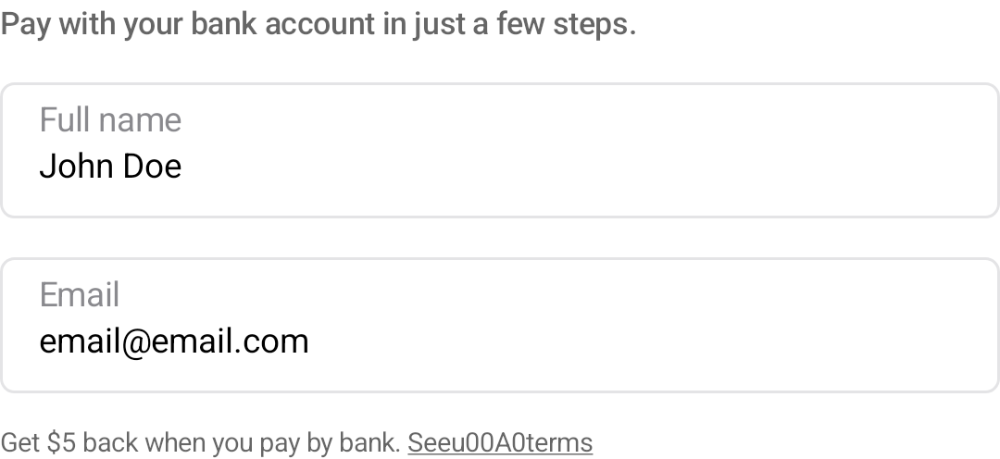 Pay with your bank account in just a few steps.
Full name
John Doe
Email
email@email.com
Get $5 back when you pay by bank. Seeu00A0terms